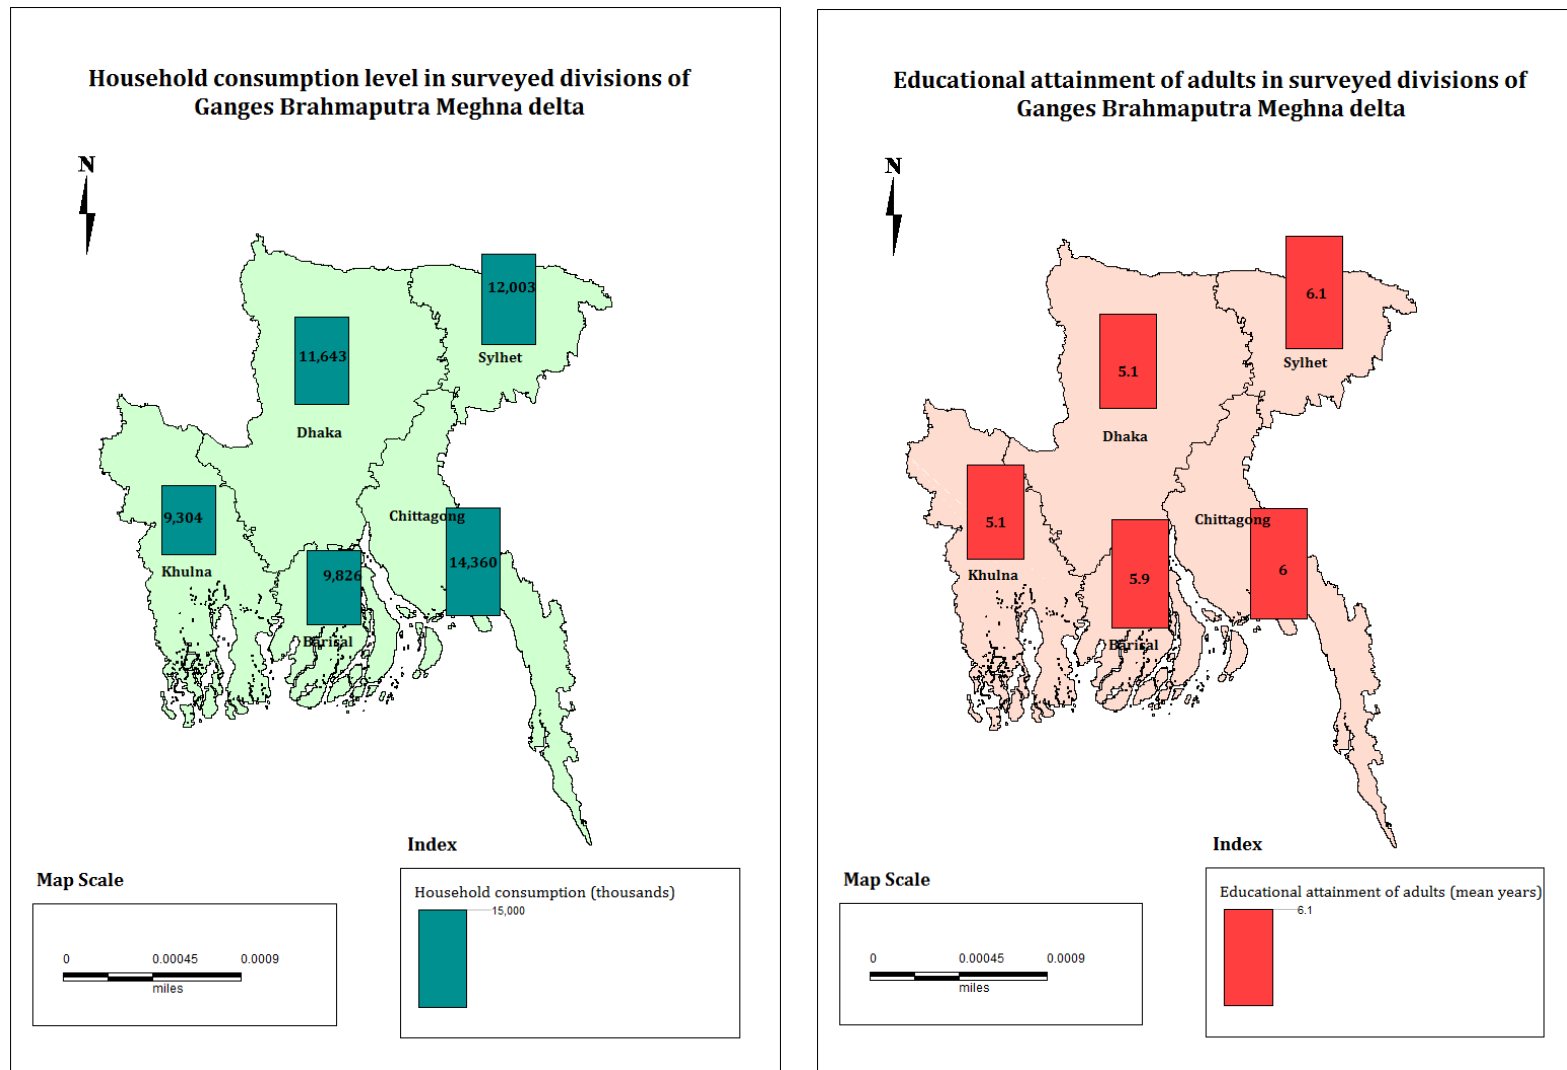 Household consumption level in surveyed divisions of
Ganges Brahmaputra Meghna delta
N
12,003
Sylhet
11,643
Dhaka
9,304
Khulna
Chittagong
14,360
9,826
Barisal
Index
Map Scale
Household consumption (thousands)
15,000
0 0.00045 0.0009
miles
Educational attainment of adults in surveyed divisions of
Ganges Brahmaputra Meghna delta
N
6.1
Sylhet
5.1
Dhaka
5.1
Khulna
Chittagong
6
5.9
Barisal
Index
Map Scale
Educational attainment of adults (mean years)
6.1
0 0.00045 0.0009
miles